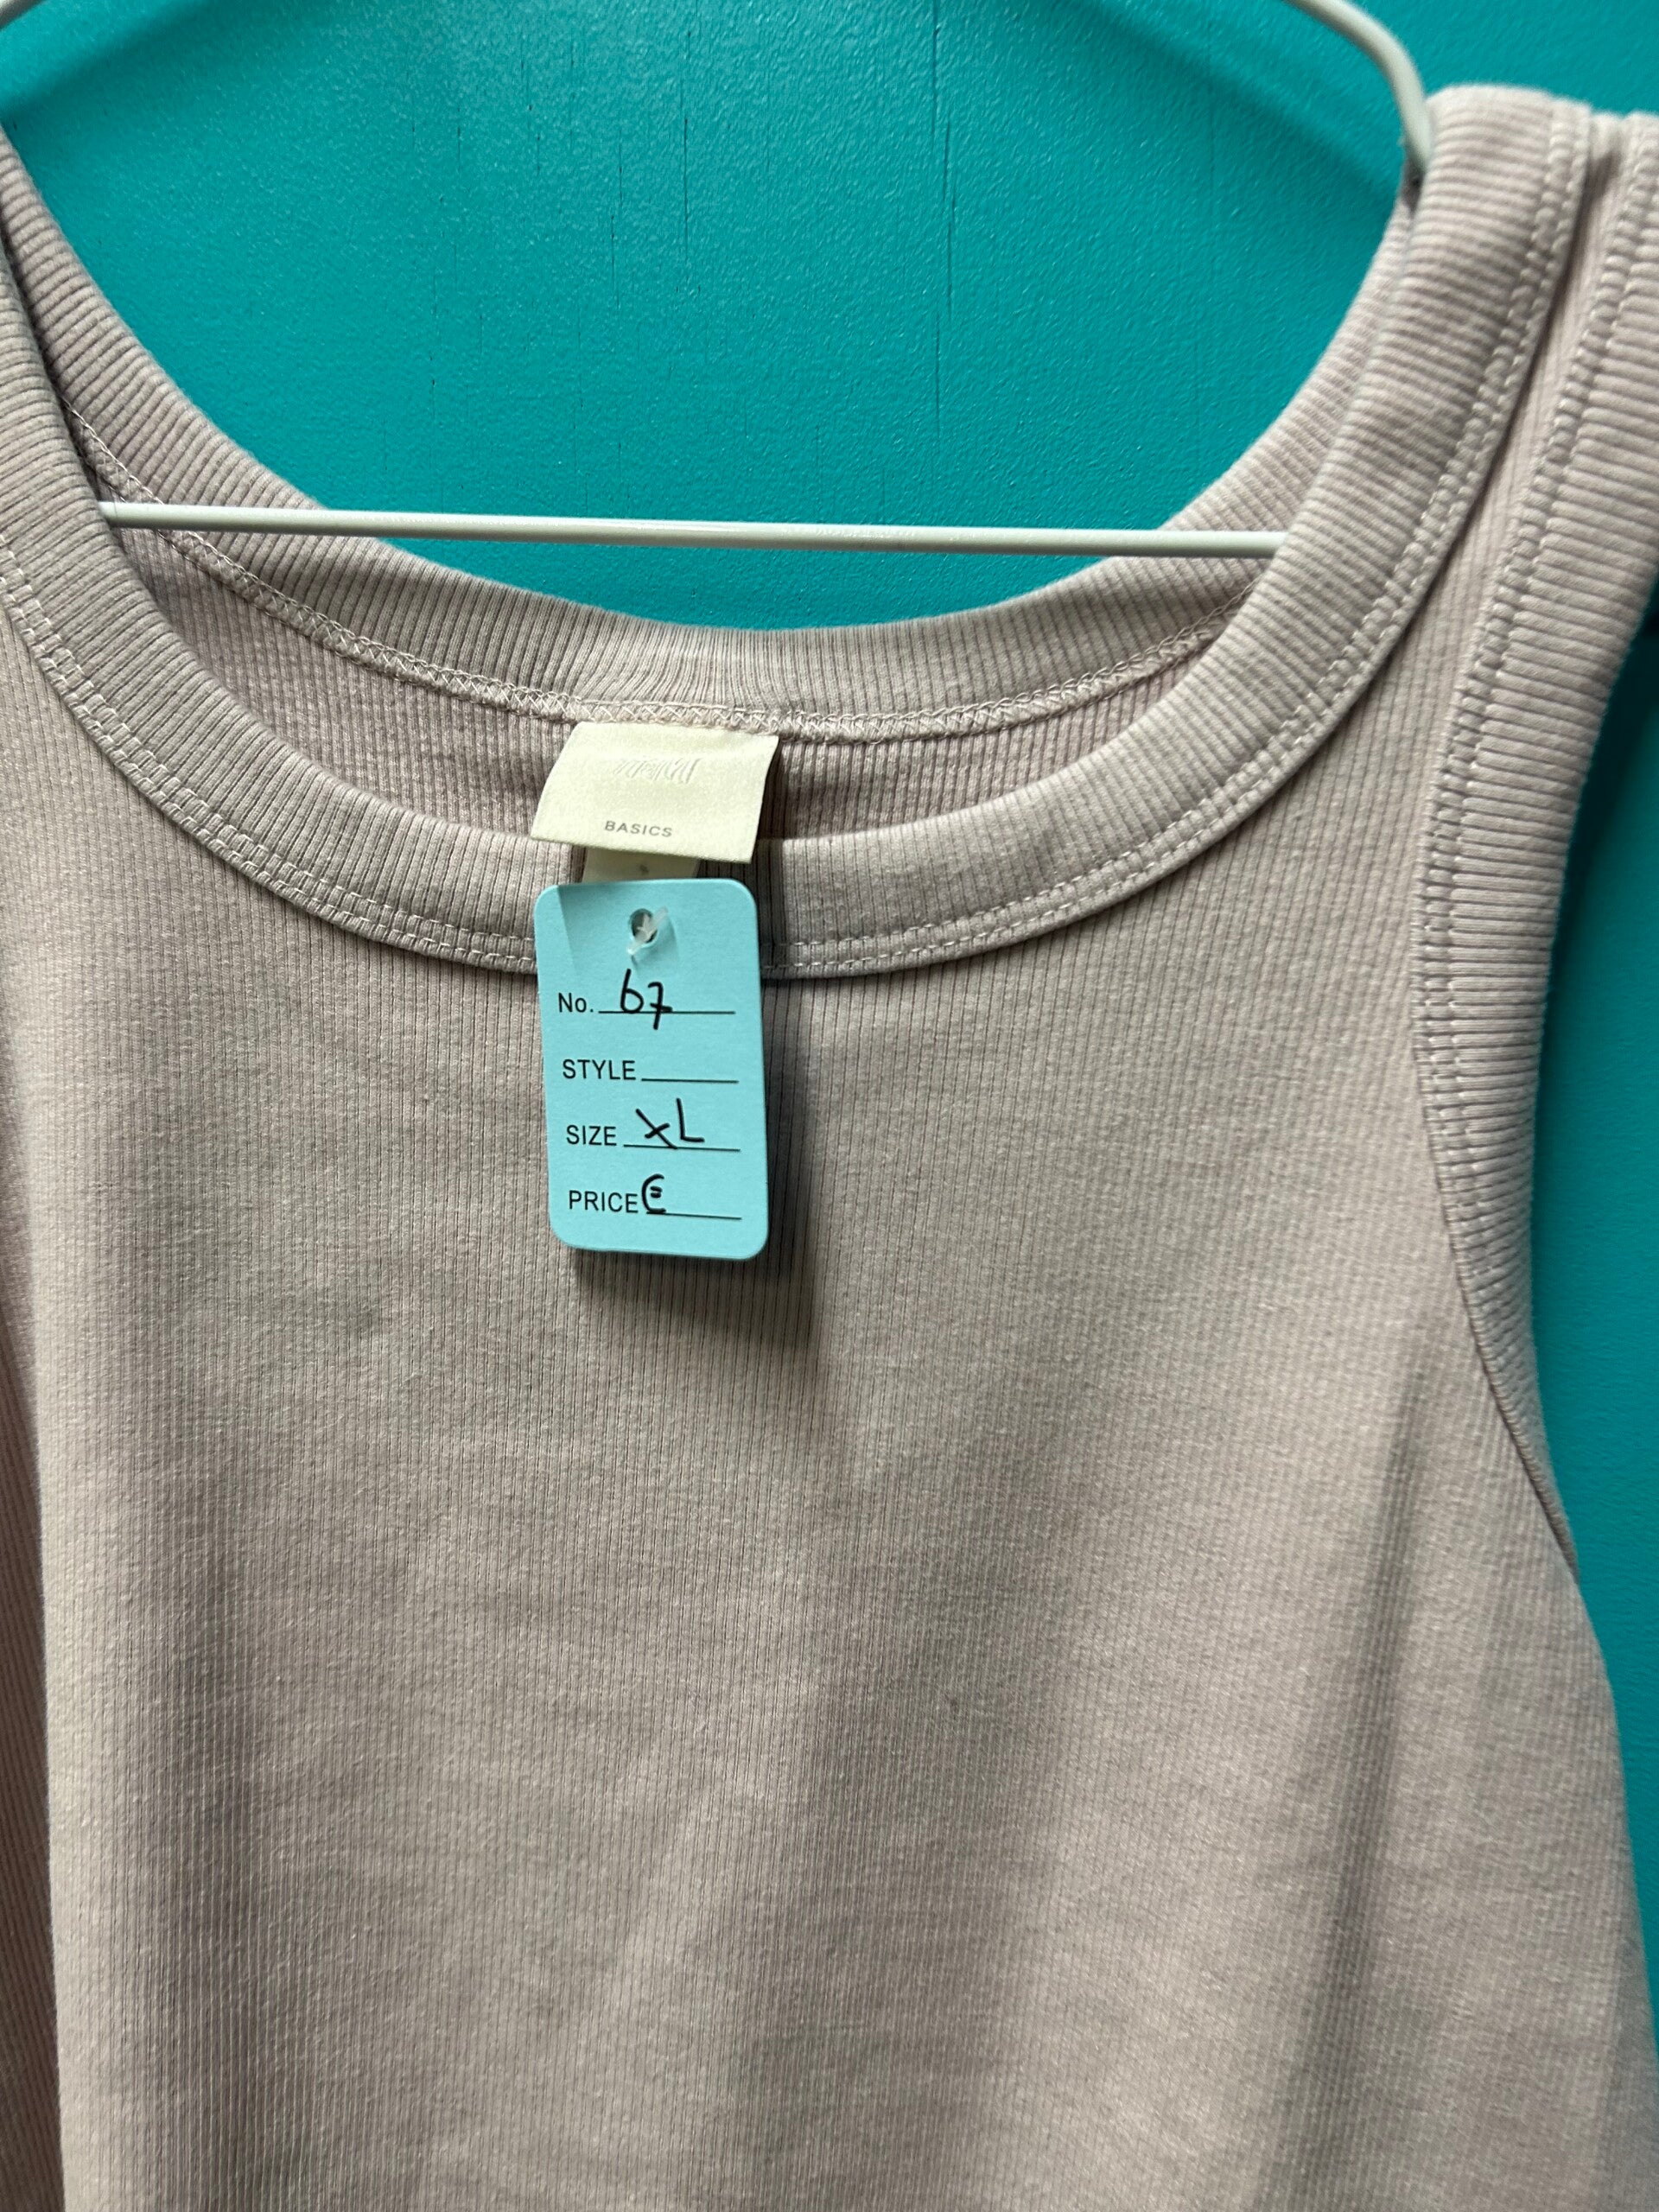 H&M
BASICS
No. 67
STYLE
SIZE XL
PRICE €